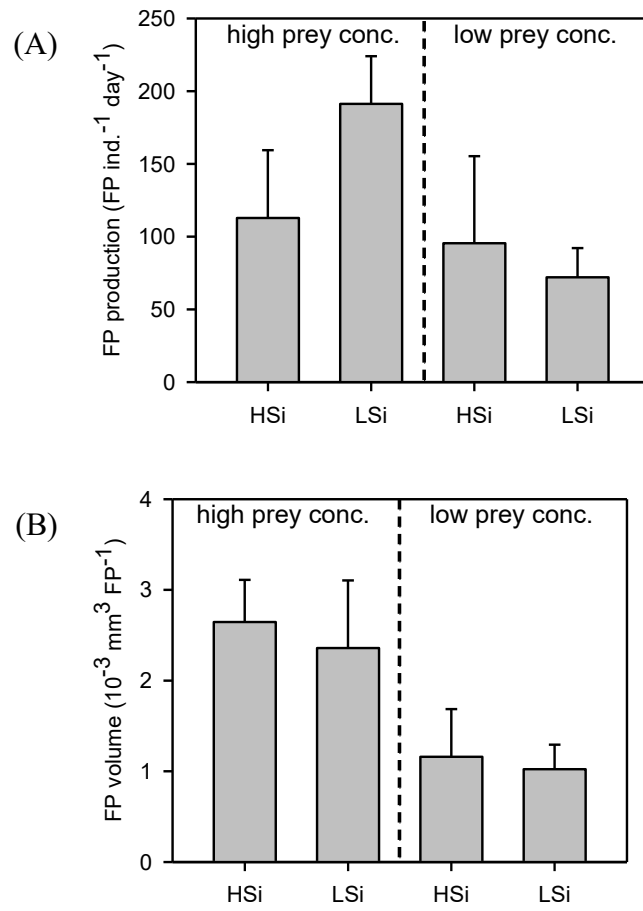 (A)
FP production (FP ind.⁻¹ day⁻¹)
250
200
150
100
50
0
high prey conc.
low prey conc.
HSi
LSi
HSi
LSi
(B)
FP volume (10⁻³ mm³ FP⁻¹)
4
3
2
1
0
high prey conc.
low prey conc.
HSi
LSi
HSi
LSi